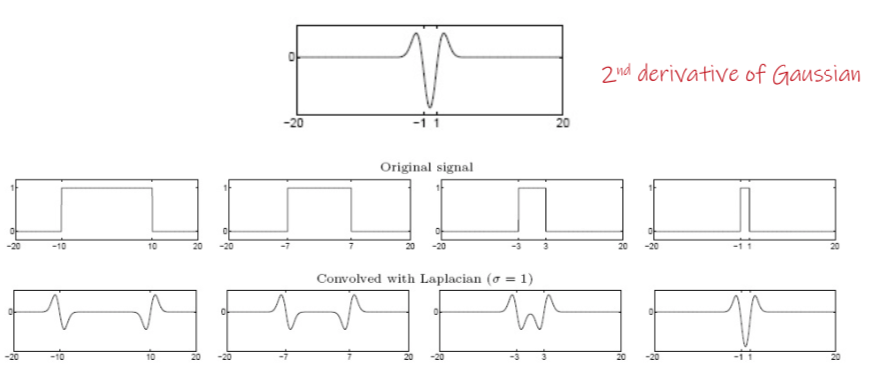 0
-20 -1 1 20
2nd derivative of Gaussian
Original signal
1 1 1 1
0 0 0 0
-20 -10 10 20 -20 -7 7 20 -20 -3 3 20 -20 -1 1 20
Convolved with Laplacian (σ = 1)
0 0 0 0
-20 -10 10 20 -20 -7 7 20 -20 -3 3 20 -20 -1 1 20